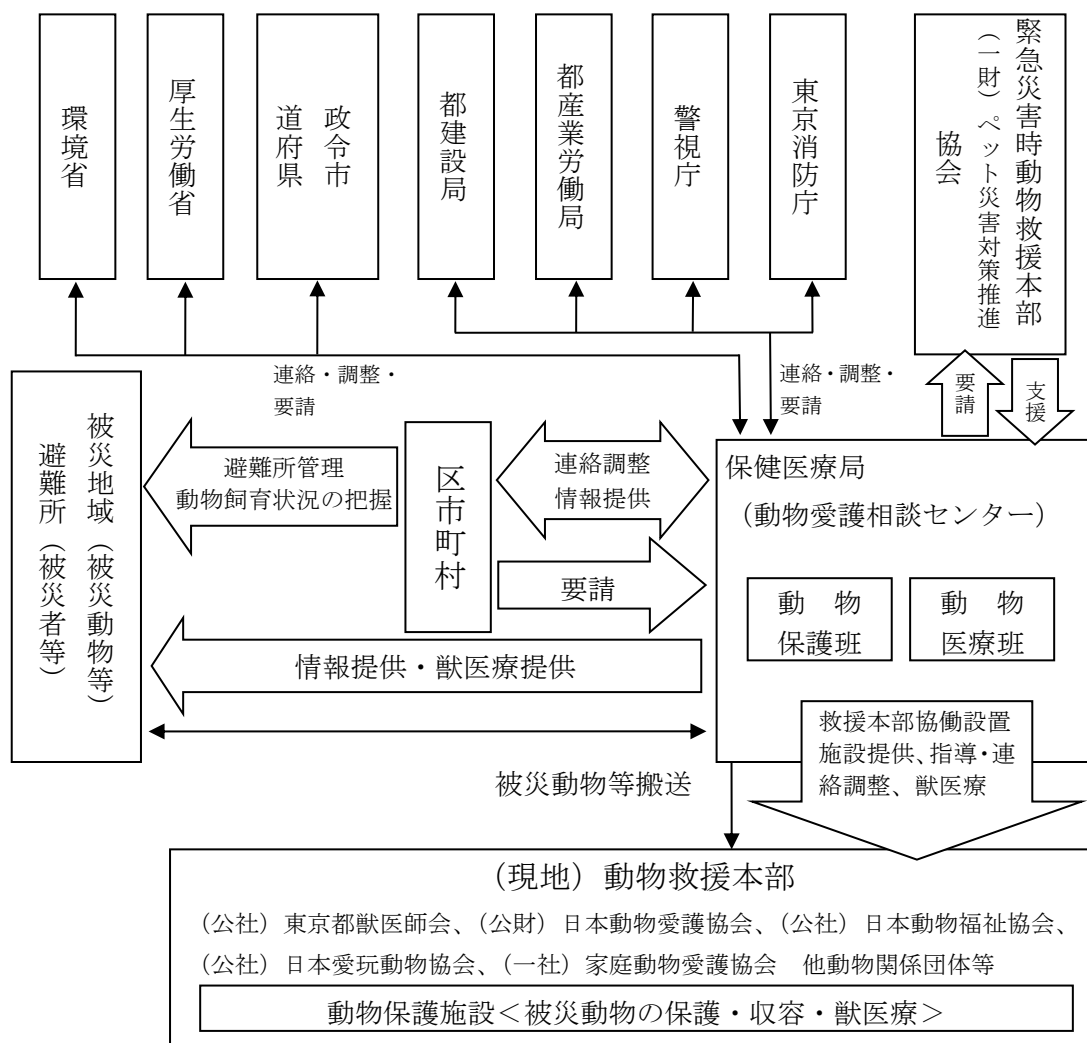 環境省
厚生労働省
政令市
道府県
都建設局
都産業労働局
警視庁
東京消防庁
緊急災害時動物救援本部
（一財）ペット災害対策推進
協会
連絡・調整・
要請
連絡・調整・
要請
要請
支援
被災地域（被災動物等）
避難所（被災者等）
避難所管理
動物飼育状況の把握
区市町村
連絡調整
情報提供
要請
情報提供・獣医療提供
被災動物等搬送
保健医療局
（動物愛護相談センター）
動　物
保護班
動　物
医療班
救援本部協働設置
施設提供、指導・連
絡調整、獣医療
（現地）動物救援本部
（公社）東京都獣医師会、（公財）日本動物愛護協会、（公社）日本動物福祉協会、
（公社）日本愛玩動物協会、（一社）家庭動物愛護協会　他動物関係団体等
動物保護施設＜被災動物の保護・収容・獣医療＞